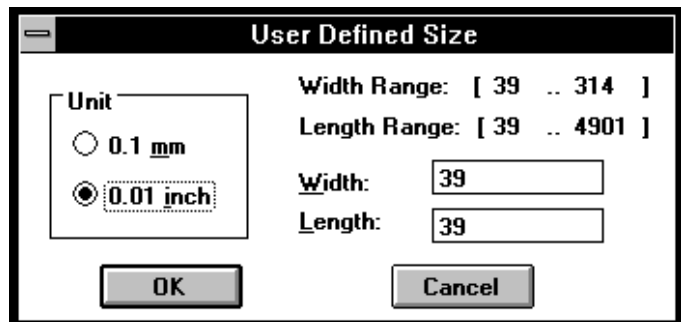 User Defined Size
Unit
0.1 mm
0.01 inch
Width Range: [ 39 .. 314 ]
Length Range: [ 39 .. 4901 ]
Width: 39
Length: 39
OK
Cancel